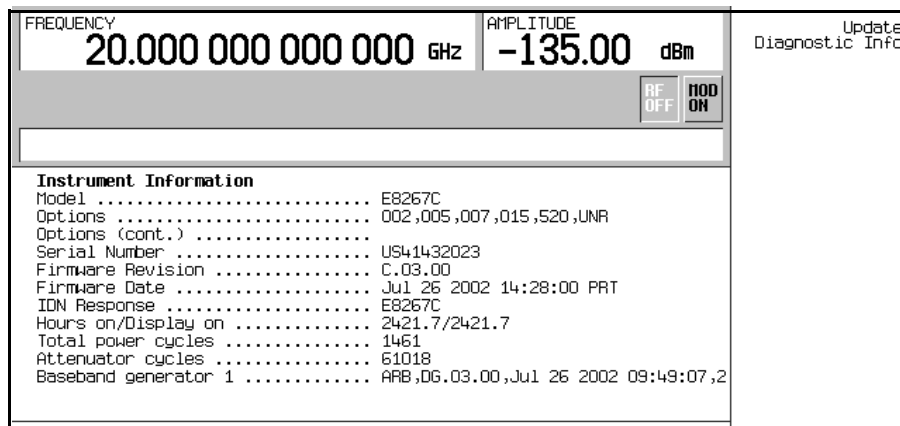 FREQUENCY
20.000 000 000 000 GHz
AMPLITUDE
-135.00 dBm
Update
Diagnostic Info
RF
OFF
MOD
ON
Instrument Information
Model ............................ E8267C
Options .......................... 002,005,007,015,520,UNR
Options (cont.) ..................
Serial Number .................... US41432023
Firmware Revision ................ C.03.00
Firmware Date .................... Jul 26 2002 14:28:00 PRT
IDN Response ..................... E8267C
Hours on/Display on .............. 2421.7/2421.7
Total power cycles ............... 1461
Attenuator cycles ................ 61018
Baseband generator 1 ............. ARB,DG.03.00,Jul 26 2002 09:49:07,2